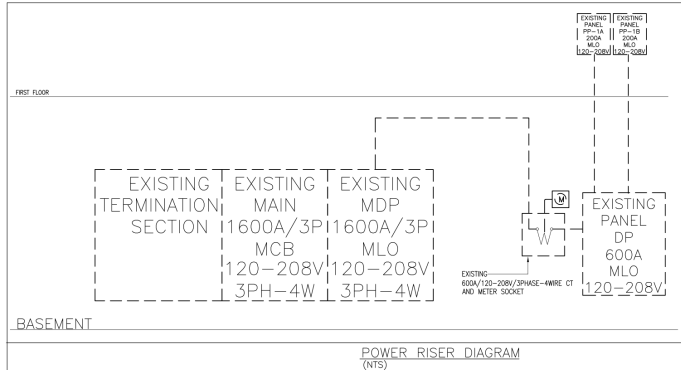 EXISTING
PANEL
PP-1A
200A
MLO
120-208V
EXISTING
PANEL
PP-1B
200A
MLO
120-208V
FIRST FLOOR
EXISTING
TERMINATION
SECTION
EXISTING
MAIN
1600A/3P
MCB
120-208V
3PH-4W
EXISTING
MDP
1600A/3P
MLO
120-208V
3PH-4W
M
EXISTING
600A/120-208V/3PHASE-4WIRE CT
AND METER SOCKET
EXISTING
PANEL
DP
600A
MLO
120-208V
BASEMENT
POWER RISER DIAGRAM
(NTS)